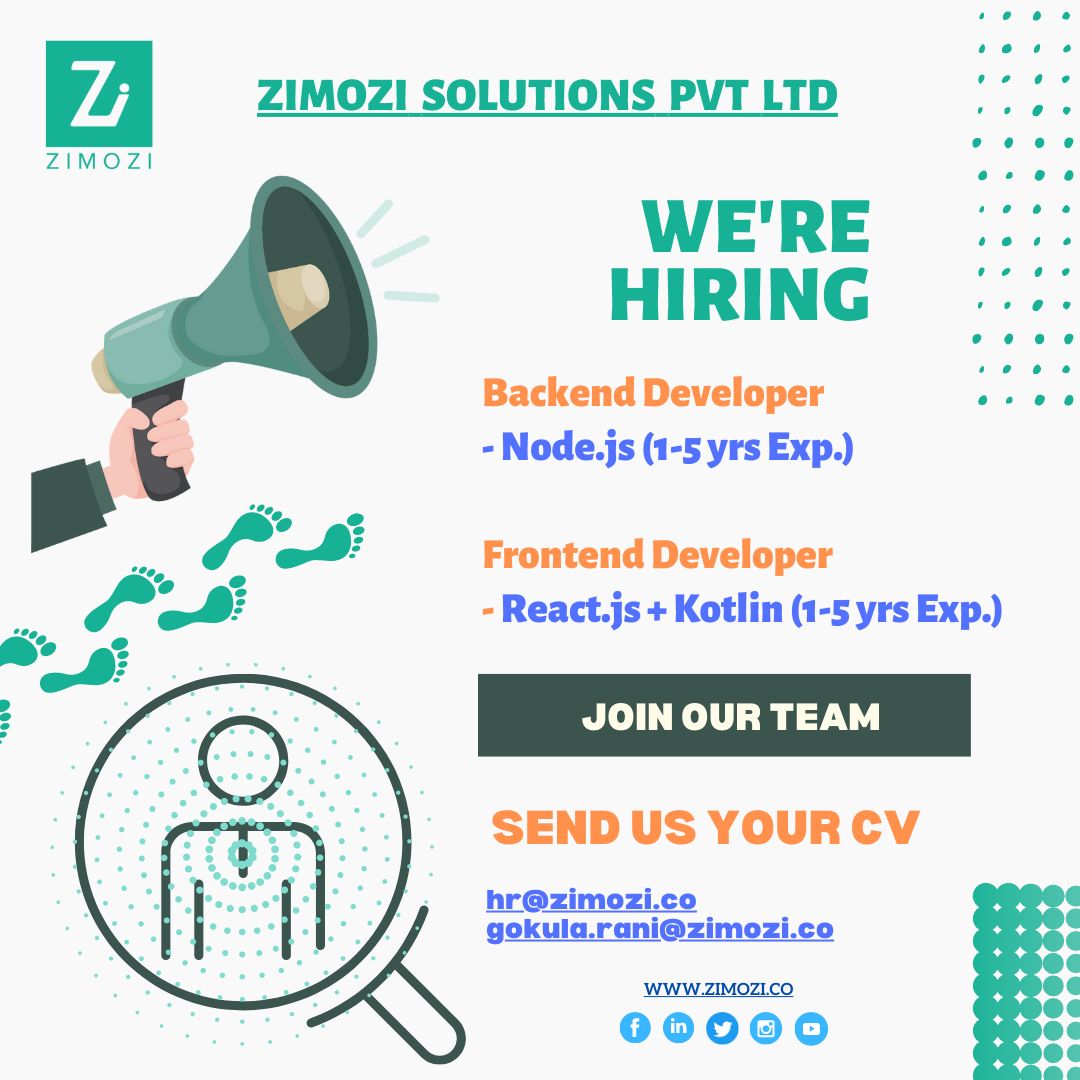 Zi
ZIMOZI
ZIMOZI SOLUTIONS PVT LTD
WE'RE
HIRING
Backend Developer
- Node.js (1-5 yrs Exp.)
Frontend Developer
- React.js + Kotlin (1-5 yrs Exp.)
JOIN OUR TEAM
SEND US YOUR CV
hr@zimozi.co
gokula.rani@zimozi.co
WWW.ZIMOZI.CO